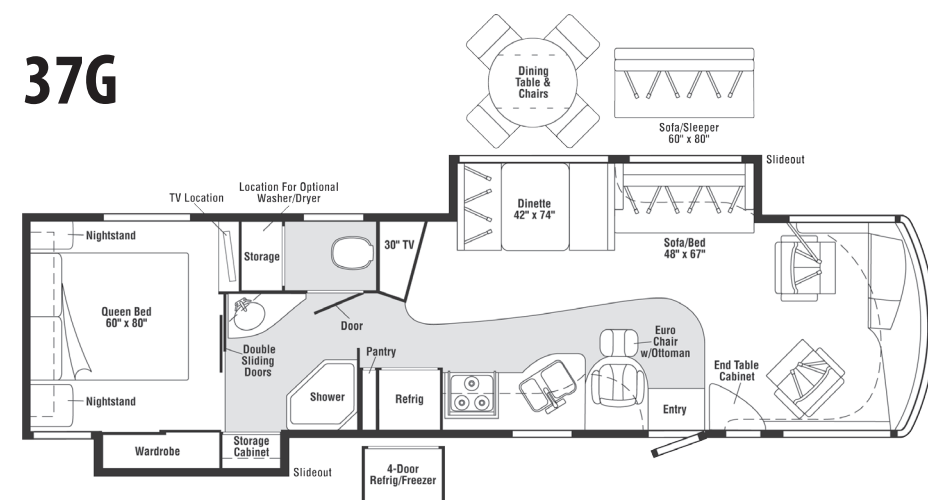 37G
Dining
Table &
Chairs
Sofa/Sleeper
60" x 80"
Slideout
Location For Optional
Washer/Dryer
TV Location
Nightstand
Storage
30" TV
Dinette
42" x 74"
Sofa/Bed
48" x 67"
Queen Bed
60" x 80"
Door
Double
Sliding
Doors
Pantry
Euro
Chair
w/Ottoman
End Table
Cabinet
Nightstand
Shower
Refrig
Entry
Wardrobe
Storage
Cabinet
Slideout
4-Door
Refrig/Freezer